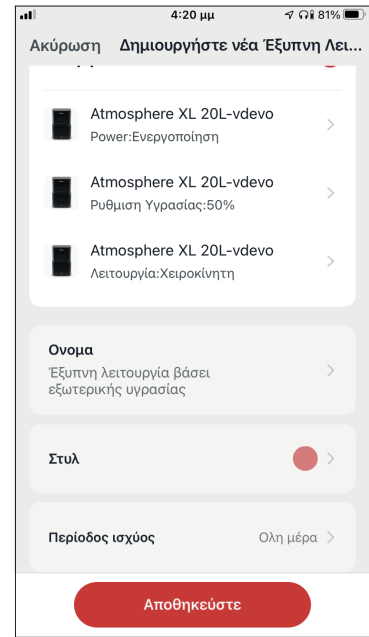 4:20 μμ 81%
Ακύρωση Δημιουργήστε νέα Έξυπνη Λει...
Atmosphere XL 20L-vdevo
Power:Ενεργοποίηση
Atmosphere XL 20L-vdevo
Ρυθμιση Υγρασίας:50%
Atmosphere XL 20L-vdevo
Λειτουργία:Χειροκίνητη
Ονομα
Έξυπνη λειτουργία βάσει
εξωτερικής υγρασίας
Στυλ
Περίοδος ισχύος Ολη μέρα
Αποθηκεύστε